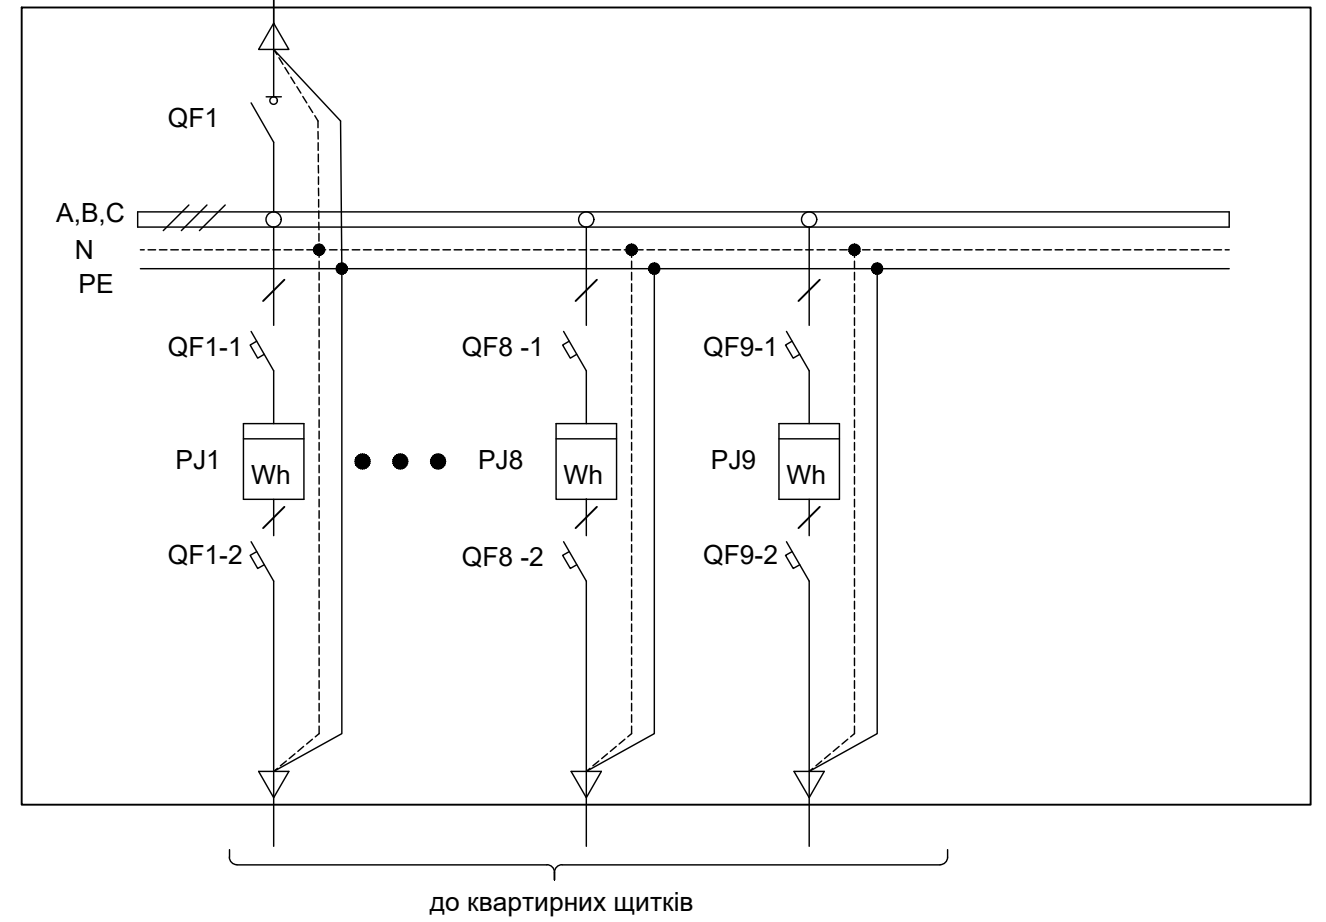 QF1
A,B,C
N
PE
QF1-1 QF8 -1 QF9-1
PJ1 Wh PJ8 Wh PJ9 Wh
QF1-2 QF8 -2 QF9-2
до квартирних щитків